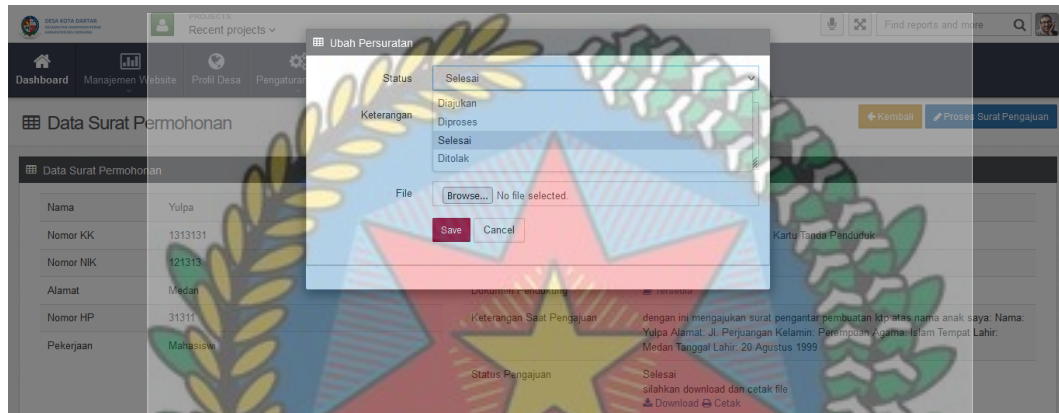 DESA KOTA DATAR
PROJECTS
Recent projects
Find reports and more
Dashboard
Manajemen Website
Profil Desa
Pengaturan
Ubah Persuratan
Status
Selesai
Diajukan
Diproses
Selesai
Ditolak
Keterangan
File
Browse... No file selected.
Save
Cancel
Data Surat Permohonan
Kembali
Proses Surat Pengajuan
Data Surat Permohonan
Nama Yulpa
Nomor KK 1313131
Kartu Tanda Penduduk
Nomor NIK 121313
Alamat Medan
Dokumen Pendukung Tersedia
Nomor HP 31311
Keterangan Saat Pengajuan
dengan ini mengajukan surat pengantar pembuatan ktp atas nama anak saya: Nama:
Yulpa Alamat: Jl. Perjuangan Kelamin: Perempuan Agama: Islam Tempat Lahir:
Medan Tanggal Lahir: 20 Agustus 1999
Pekerjaan Mahasiswi
Status Pengajuan
Selesai
silahkan download dan cetak file
Download Cetak